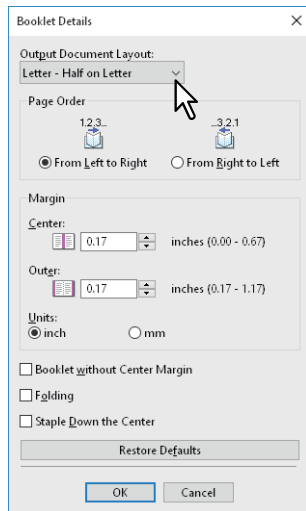 Booklet Details
Output Document Layout:
Letter - Half on Letter
Page Order
1.2.3... ...3.2.1
From Left to Right From Right to Left
Margin
Center:
0.17 inches (0.00 - 0.67)
Outer:
0.17 inches (0.17 - 1.17)
Units:
inch mm
Booklet without Center Margin
Folding
Staple Down the Center
Restore Defaults
OK Cancel